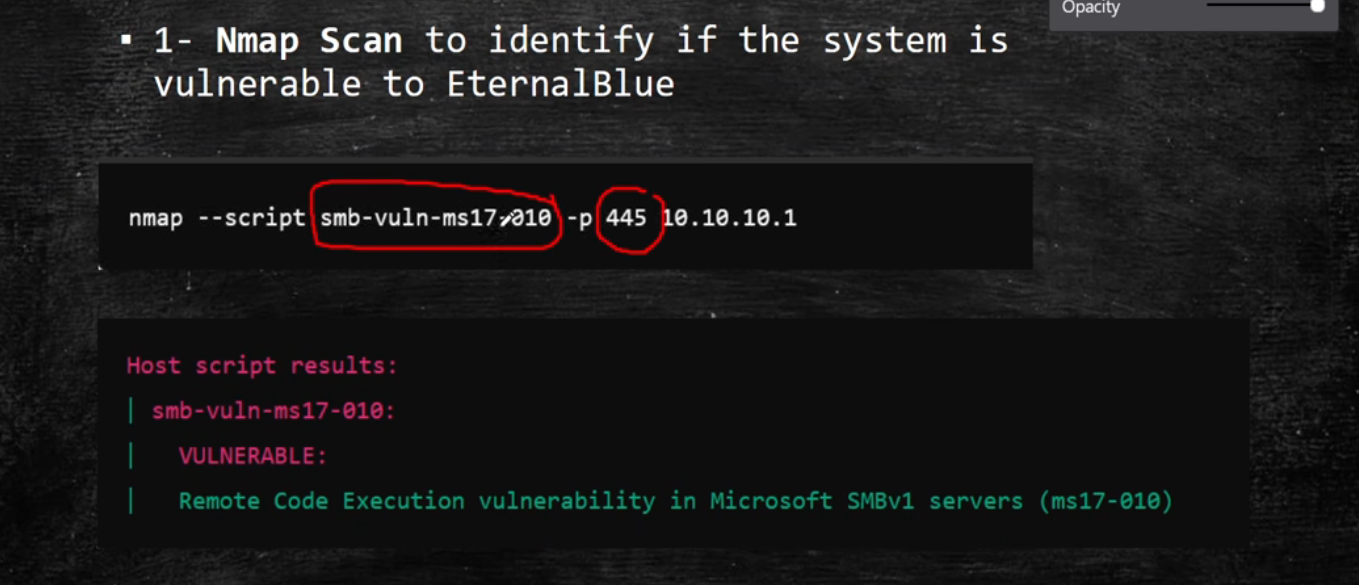 Opacity
▪ 1- Nmap Scan to identify if the system is
vulnerable to EternalBlue
nmap --script smb-vuln-ms17-010 -p 445 10.10.10.1
Host script results:
| smb-vuln-ms17-010:
|   VULNERABLE:
|   Remote Code Execution vulnerability in Microsoft SMBv1 servers (ms17-010)